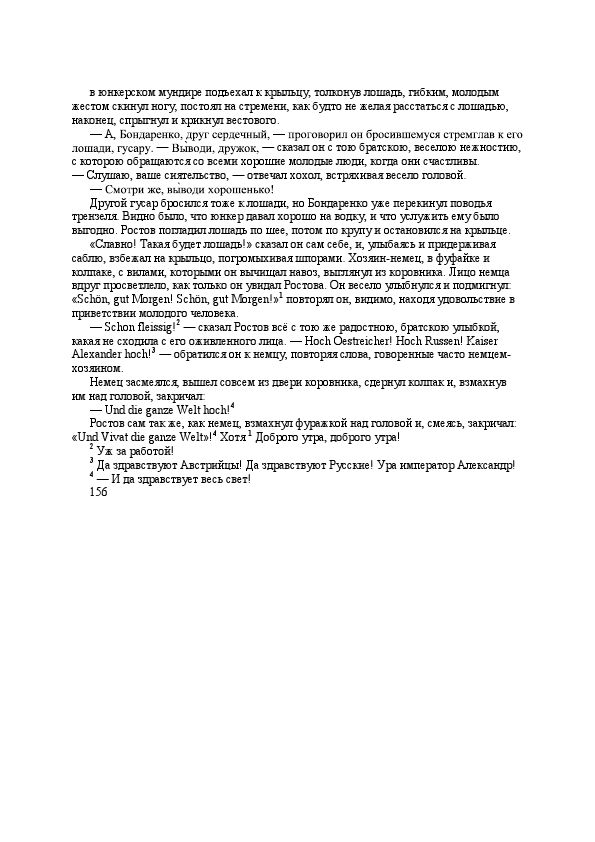 в юнкерском мундире подъехал к крыльцу, толконув лошадь, гибким, молодым
жестом скинул ногу, постоял на стремени, как будто не желая расстаться с лошадью,
наконец, спрыгнул и крикнул вестового.
— А, Бондаренко, друг сердечный, — проговорил он бросившемуся стремглав к его
лошади, гусару. — Вы́води, дружок, — сказал он с тою братскою, веселою нежностию,
с которою обращаются со всеми хорошие молодые люди, когда они счастливы.
— Слушаю, ваше сиятельство, — отвечал хохол, встряхивая весело головой.
— Смотри же, вы́води хорошенько!
Другой гусар бросился тоже к лошади, но Бондаренко уже перекинул поводья
трензеля. Видно было, что юнкер давал хорошо на водку, и что услужить ему было
выгодно. Ростов погладил лошадь по шее, потом по крупу и остановился на крыльце.
«Славно! Такая будет лошадь!» сказал он сам себе, и, улыбаясь и придерживая
саблю, взбежал на крыльцо, погромыхивая шпорами. Хозяин-немец, в фуфайке и
колпаке, с вилами, которыми он вычищал навоз, выглянул из коровника. Лицо немца
вдруг просветлело, как только он увидал Ростова. Он весело улыбнулся и подмигнул:
«Schön, gut Morgen! Schön, gut Morgen!»¹ повторял он, видимо, находя удовольствие в
приветствии молодого человека.
— Schon fleissig!² — сказал Ростов всё с тою же радостною, братскою улыбкой,
какая не сходила с его оживленного лица. — Hoch Oestreicher! Hoch Russen! Kaiser
Alexander hoch!³ — обратился он к немцу, повторяя слова, говоренные часто немцем-
хозяином.
Немец засмеялся, вышел совсем из двери коровника, сдернул колпак и, взмахнув
им над головой, закричал:
— Und die ganze Welt hoch!⁴
Ростов сам так же, как немец, взмахнул фуражкой над головой и, смеясь, закричал:
«Und Vivat die ganze Welt»!⁴ Хотя ¹ Доброго утра, доброго утра!
² Уж за работой!
³ Да здравствуют Австрийцы! Да здравствуют Русские! Ура император Александр!
⁴ — И да здравствует весь свет!
156